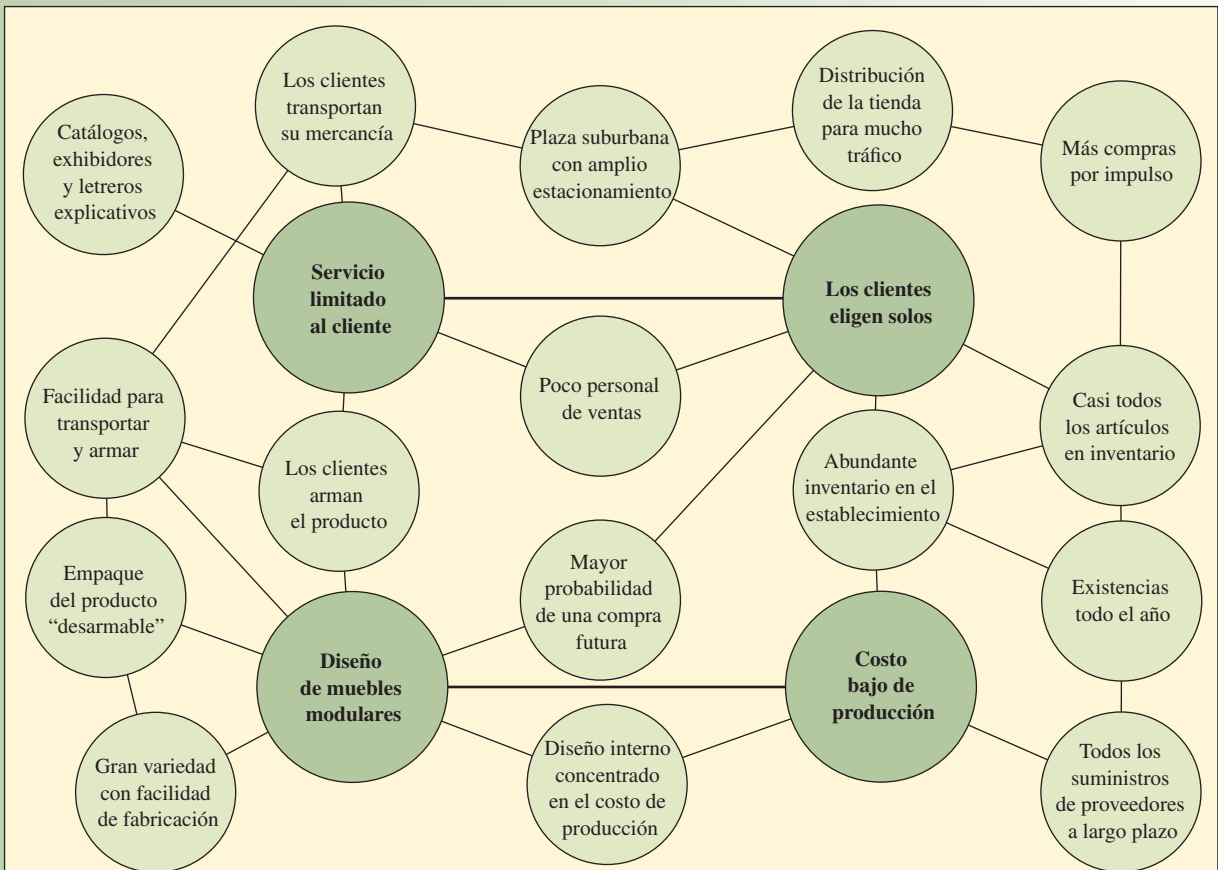 Los clientes
transportan
su mercancía
Distribución
de la tienda
para mucho
tráfico
Catálogos,
exhibidores
y letreros
explicativos
Plaza suburbana
con amplio
estacionamiento
Más compras
por impulso
Servicio
limitado
al cliente
Los clientes
eligen solos
Facilidad para
transportar
y armar
Poco personal
de ventas
Casi todos
los artículos
en inventario
Los clientes
arman
el producto
Abundante
inventario en el
establecimiento
Empaque
del producto
“desarmable”
Mayor
probabilidad
de una compra
futura
Existencias
todo el año
Diseño
de muebles
modulares
Costo
bajo de
producción
Gran variedad
con facilidad
de fabricación
Diseño interno
concentrado
en el costo de
producción
Todos los
suministros
de proveedores
a largo plazo